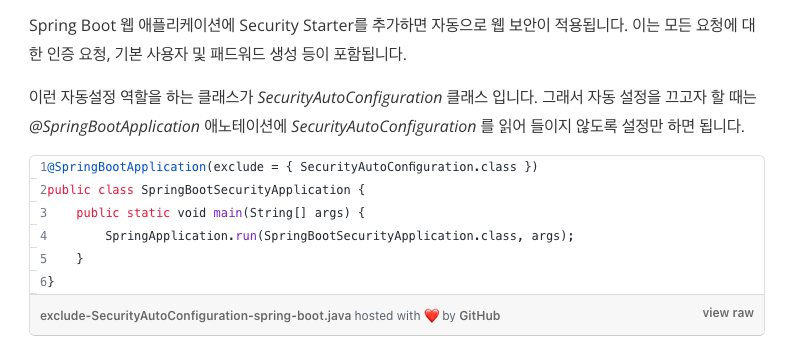 Spring Boot 웹 애플리케이션에 Security Starter를 추가하면 자동으로 웹 보안이 적용됩니다. 이는 모든 요청에 대
한 인증 요청, 기본 사용자 및 패드워드 생성 등이 포함됩니다.
이런 자동설정 역할을 하는 클래스가 SecurityAutoConfiguration 클래스 입니다. 그래서 자동 설정을 끄고자 할 때는
@SpringBootApplication 애노테이션에 SecurityAutoConfiguration 를 읽어 들이지 않도록 설정만 하면 됩니다.
1@SpringBootApplication(exclude = { SecurityAutoConfiguration.class })
2public class SpringBootSecurityApplication {
3    public static void main(String[] args) {
4        SpringApplication.run(SpringBootSecurityApplication.class, args);
5    }
6}
exclude-SecurityAutoConfiguration-spring-boot.java hosted with ❤ by GitHub view raw